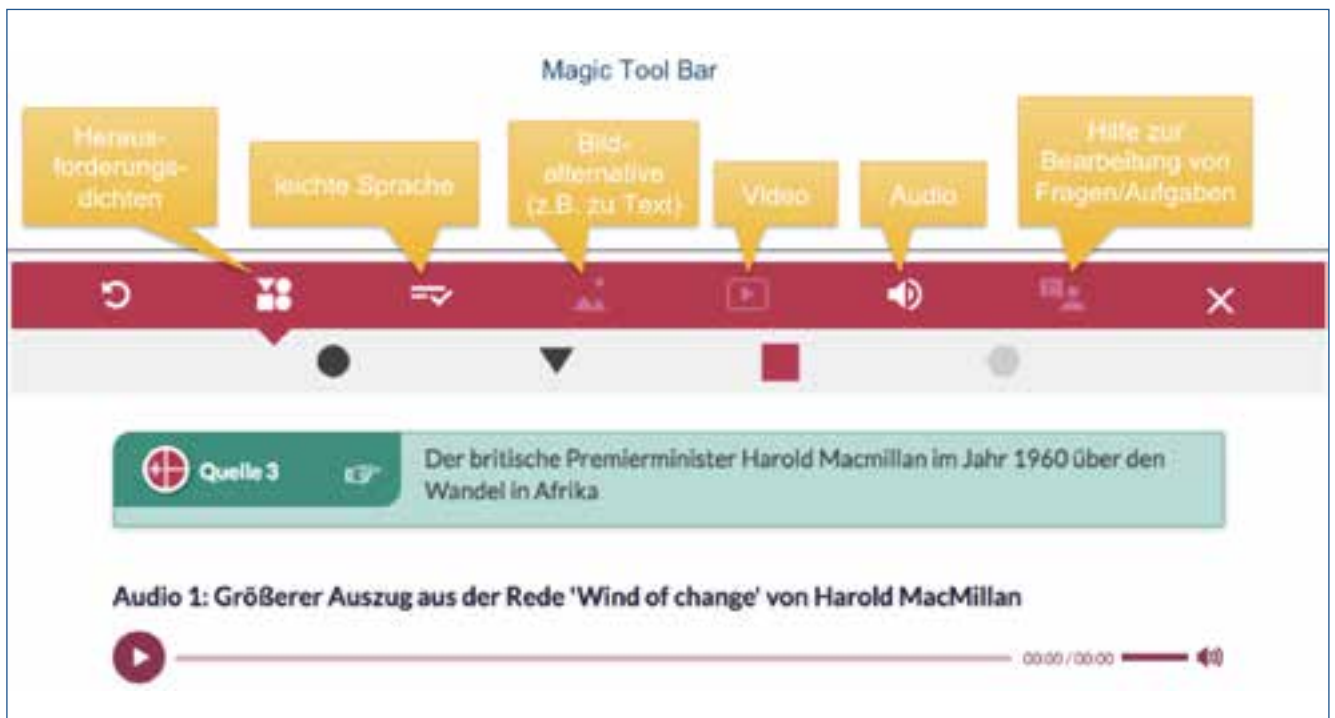 Magic Tool Bar
Heraus-
forderungs-
dichten
leichte Sprache
Bild-
alternative
(z.B. zu Text)
Video
Audio
Hilfe zur
Bearbeitung von
Fragen/Aufgaben
Quelle 3
Der britische Premierminister Harold Macmillan im Jahr 1960 über den
Wandel in Afrika
Audio 1: Größerer Auszug aus der Rede 'Wind of change' von Harold MacMillan
00:00 / 00:00